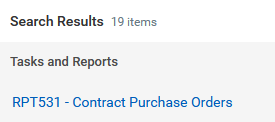 Search Results 19 items
Tasks and Reports
RPT531 - Contract Purchase Orders